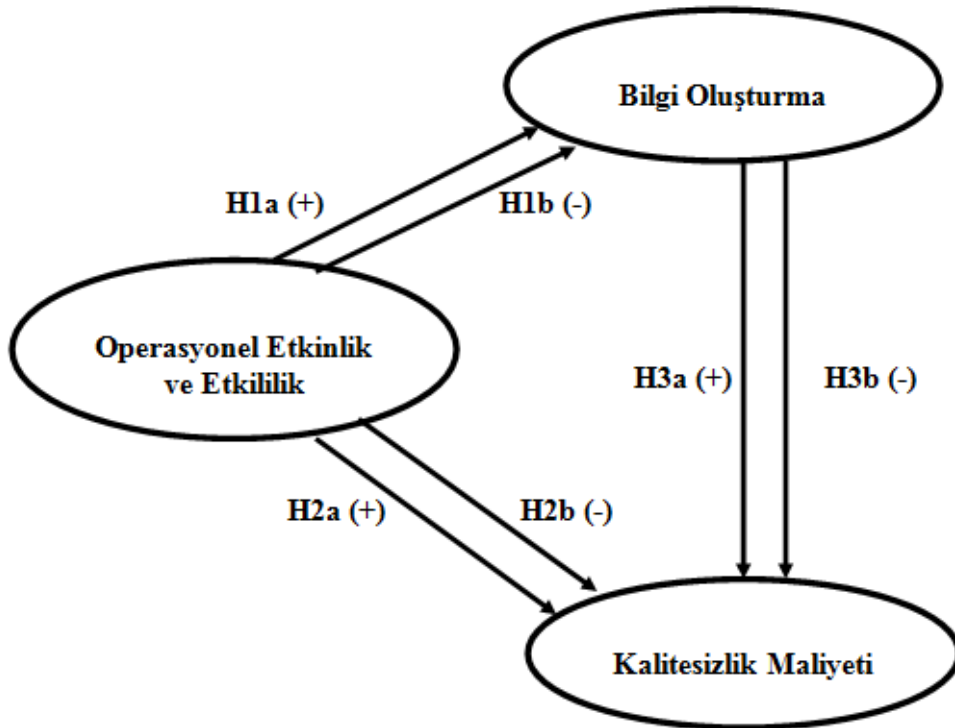 Bilgi Oluşturma
H1a (+)
H1b (-)
Operasyonel Etkinlik
ve Etkililik
H3a (+)
H3b (-)
H2a (+)
H2b (-)
Kalitesizlik Maliyeti